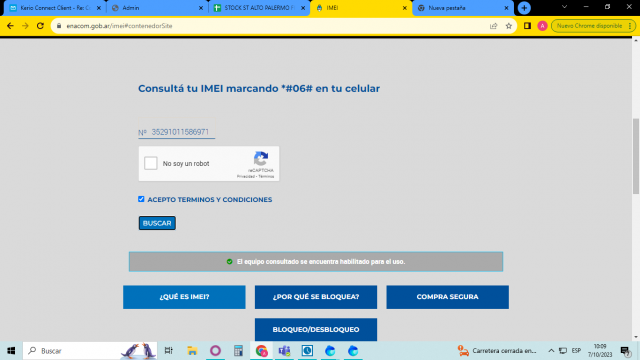 Kerio Connect Client - Re: G
Admin
STOCK ST ALTO PALERMO
IMEI
Nueva pestaña
enacom.gob.ar/imei#contenedorSite
Nuevo Chrome disponible
Consultá tu IMEI marcando *#06# en tu celular
Nº 35291011586971
No soy un robot
reCAPTCHA
Privacidad - Términos
ACEPTO TERMINOS Y CONDICIONES
BUSCAR
El equipo consultado se encuentra habilitado para el uso.
¿QUÉ ES IMEI?
¿POR QUÉ SE BLOQUEA?
COMPRA SEGURA
BLOQUEO/DESBLOQUEO
Buscar
Carretera cerrada en...
ESP
10:09
7/10/2023